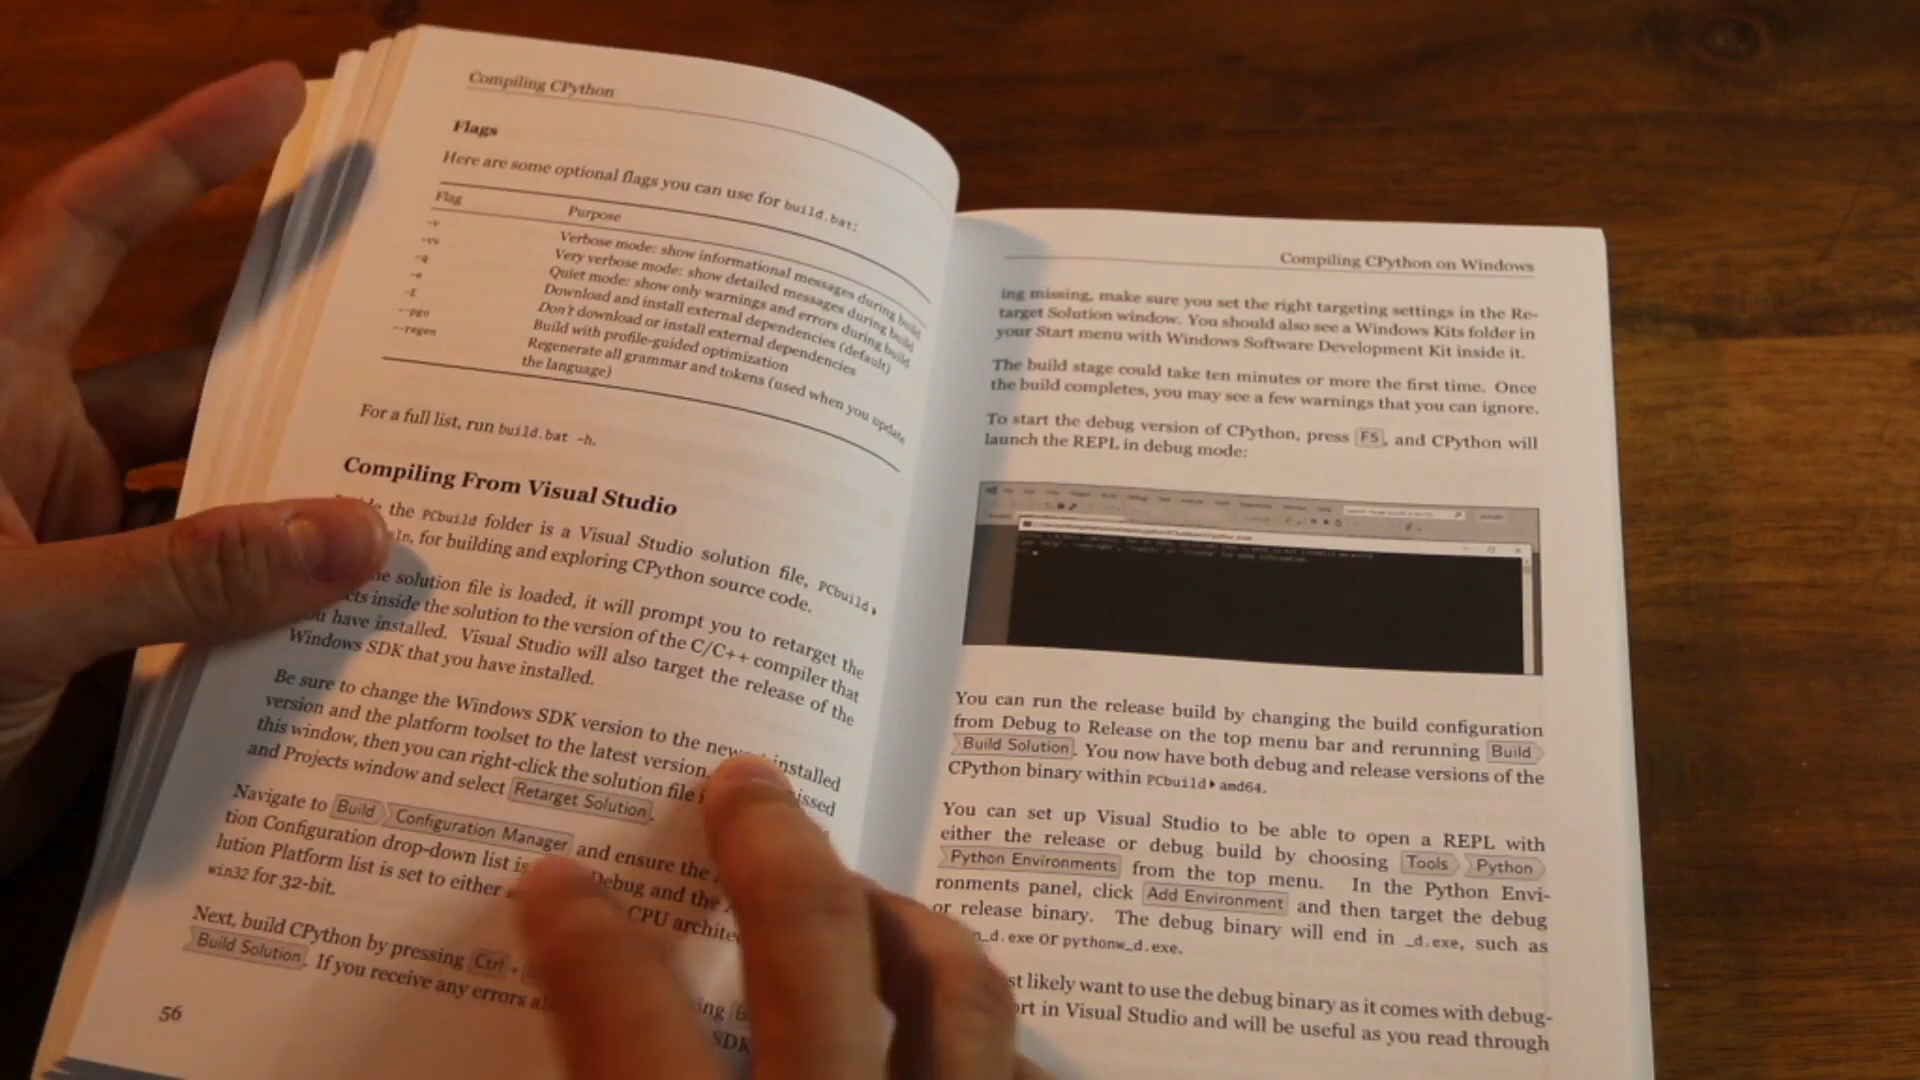 Compiling CPython
Flags
Here are some optional flags you can use for build.bat:
Flag Purpose
-v Verbose mode: show informational messages during build
-vv Very verbose mode: show detailed messages during build
-q Quiet mode: show only warnings and errors during build
-e Download and install external dependencies (default)
-E Don't download or install external dependencies
--pgo Build with profile-guided optimization
--regen Regenerate all grammar and tokens (used when you update
the language)
For a full list, run build.bat -h.
Compiling From Visual Studio
the PCbuild folder is a Visual Studio solution file, PCbuild▸
for building and exploring CPython source code.
solution file is loaded, it will prompt you to retarget the
inside the solution to the version of the C/C++ compiler that
have installed. Visual Studio will also target the release of the
Windows SDK that you have installed.
Be sure to change the Windows SDK version to the installed
version and the platform toolset to the latest version.
this window, then you can right-click the solution file
and Projects window and select Retarget Solution.
Navigate to Build Configuration Manager and ensure the
tion Configuration drop-down list is Debug and the
lution Platform list is set to either CPU
win32 for 32-bit.
Next, build CPython by pressing Ctrl +
Build Solution. If you receive any errors
SDK
56
Compiling CPython on Windows
ing missing, make sure you set the right targeting settings in the Re-
target Solution window. You should also see a Windows Kits folder in
your Start menu with Windows Software Development Kit inside it.
The build stage could take ten minutes or more the first time. Once
the build completes, you may see a few warnings that you can ignore.
To start the debug version of CPython, press F5, and CPython will
launch the REPL in debug mode:
You can run the release build by changing the build configuration
from Debug to Release on the top menu bar and rerunning Build
Build Solution. You now have both debug and release versions of the
CPython binary within PCbuild▸amd64.
You can set up Visual Studio to be able to open a REPL with
either the release or debug build by choosing Tools Python
Python Environments from the top menu. In the Python Envi-
ronments panel, click Add Environment and then target the debug
or release binary. The debug binary will end in _d.exe, such as
n_d.exe or pythonw_d.exe.
likely want to use the debug binary as it comes with debug-
in Visual Studio and will be useful as you read through